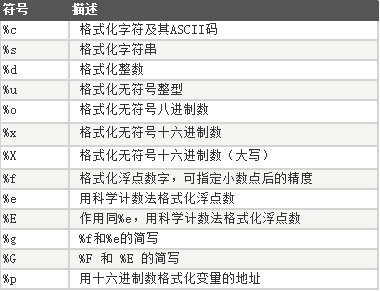 符号 描述
%c 格式化字符及其ASCII码
%s 格式化字符串
%d 格式化整数
%u 格式化无符号整型
%o 格式化无符号八进制数
%x 格式化无符号十六进制数
%X 格式化无符号十六进制数（大写）
%f 格式化浮点数字，可指定小数点后的精度
%e 用科学计数法格式化浮点数
%E 作用同%e，用科学计数法格式化浮点数
%g %f和%e的简写
%G %F 和 %E 的简写
%p 用十六进制数格式化变量的地址